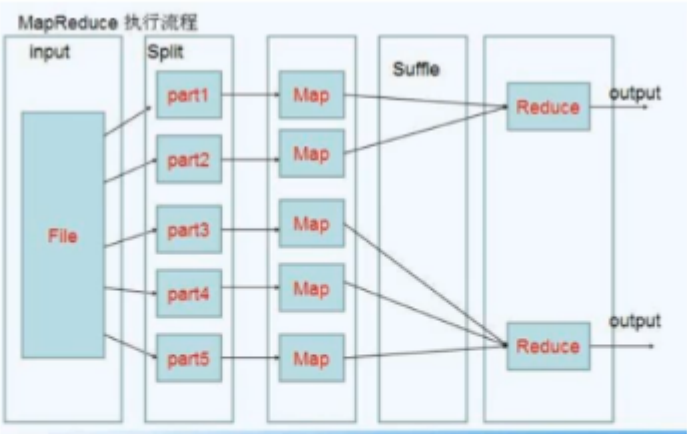 MapReduce 执行流程
input
Split
Suffle
File
part1
part2
part3
part4
part5
Map
Map
Map
Map
Map
Reduce
output
Reduce
output